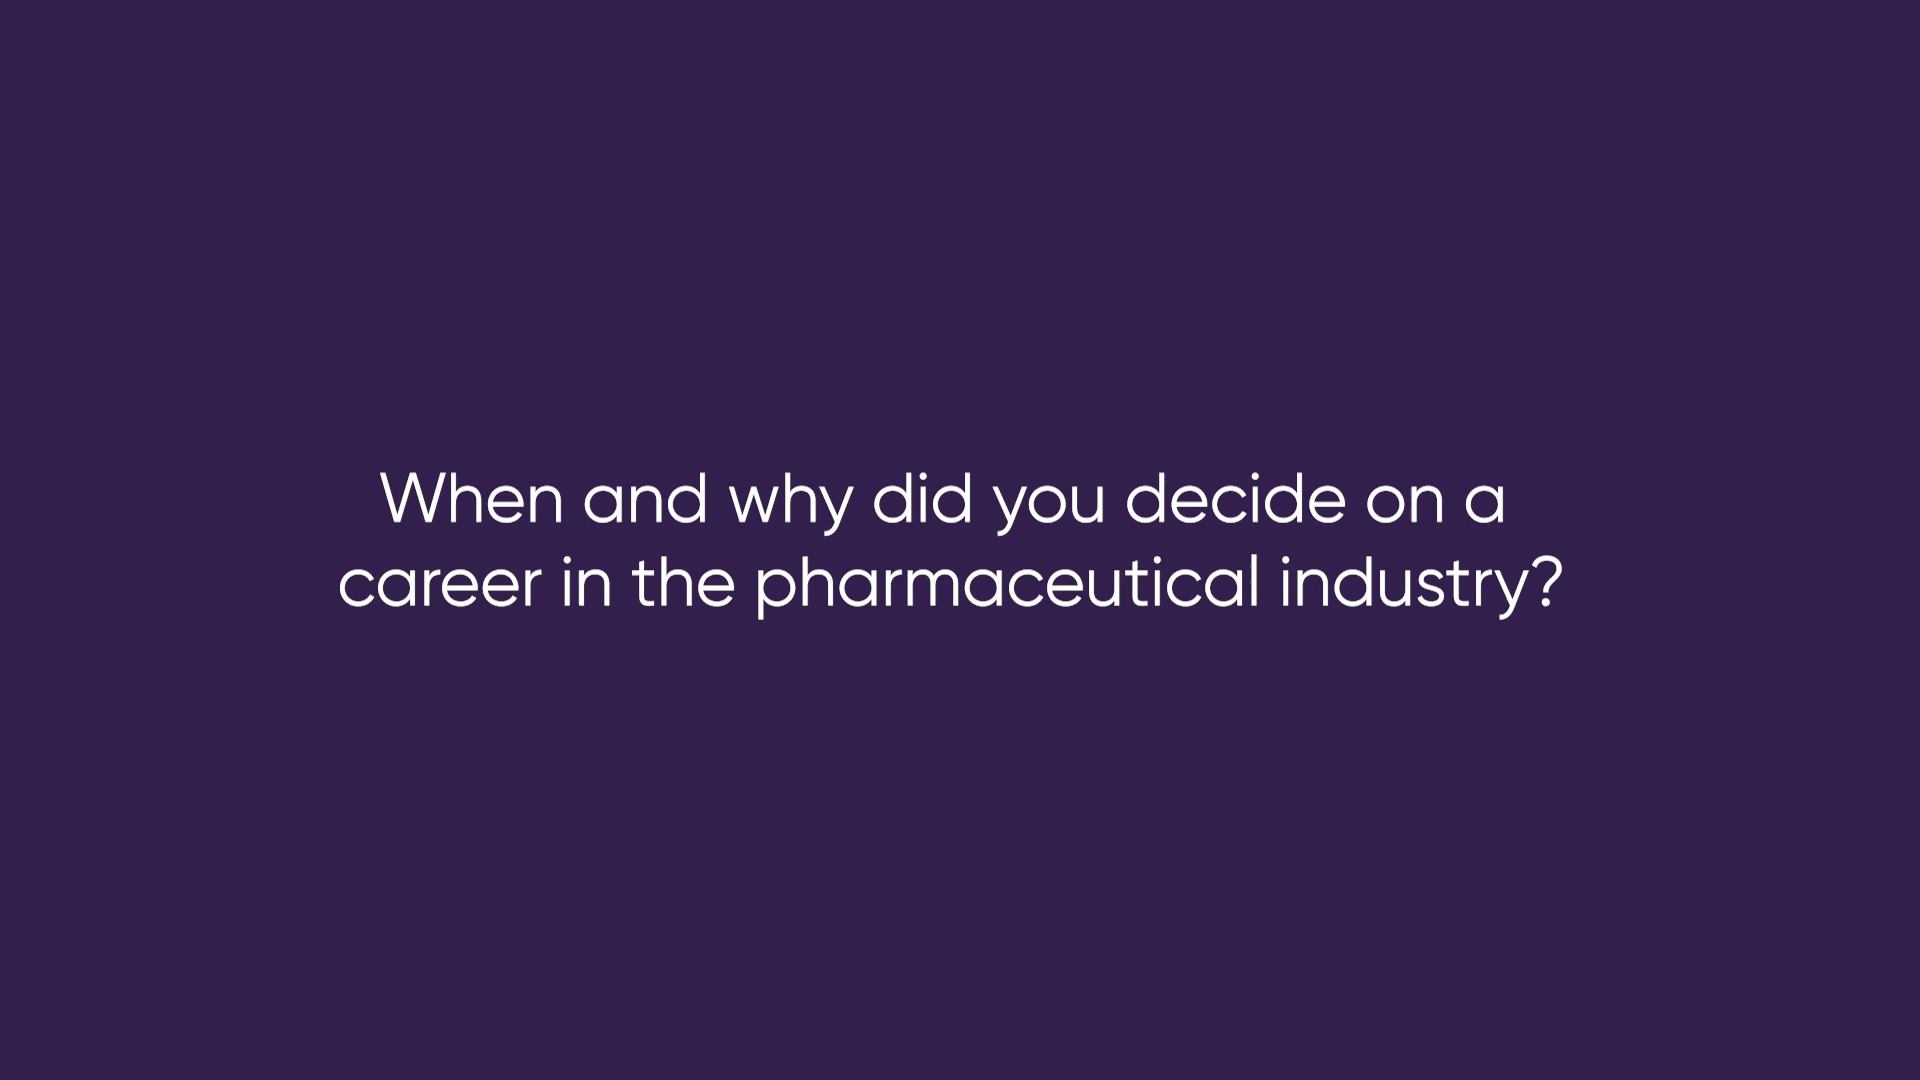 When and why did you decide on a
career in the pharmaceutical industry?